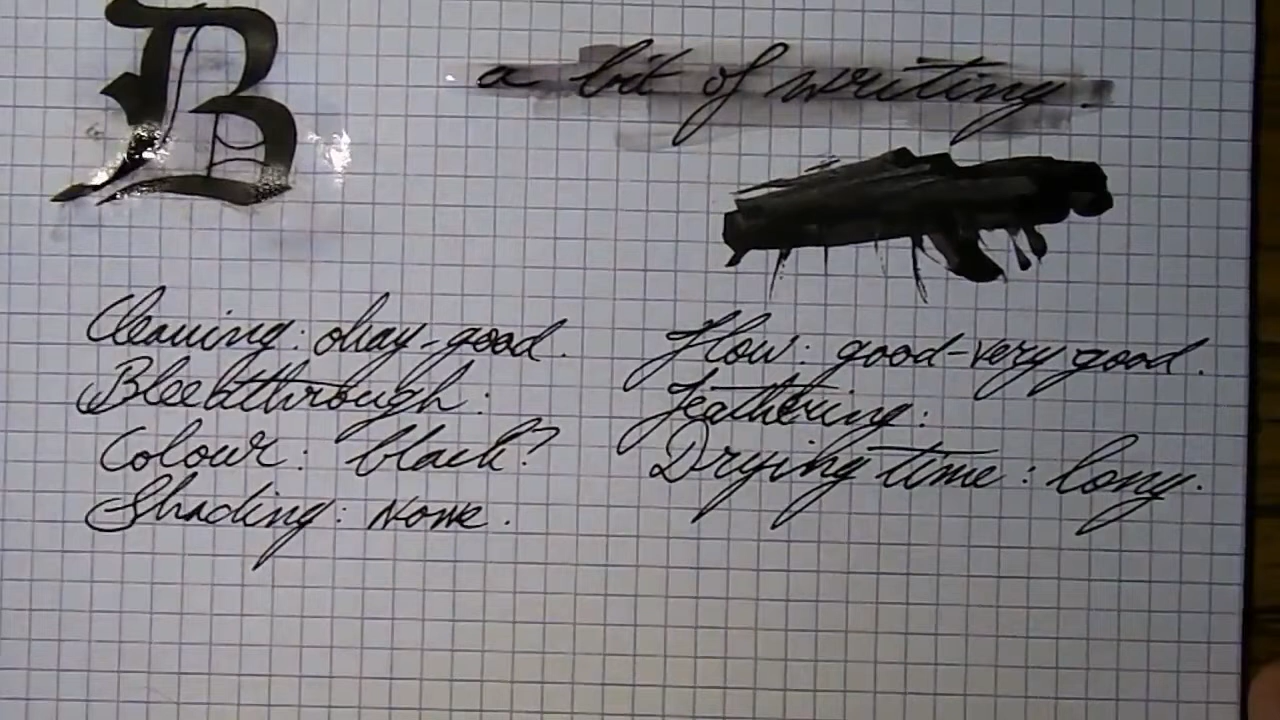 B
a bit of writing.
Cleaning: okay-good. Flow: good-very good.
Bleedthrough: Feathering:
Colour: black? Drying time: long.
Shading: None.